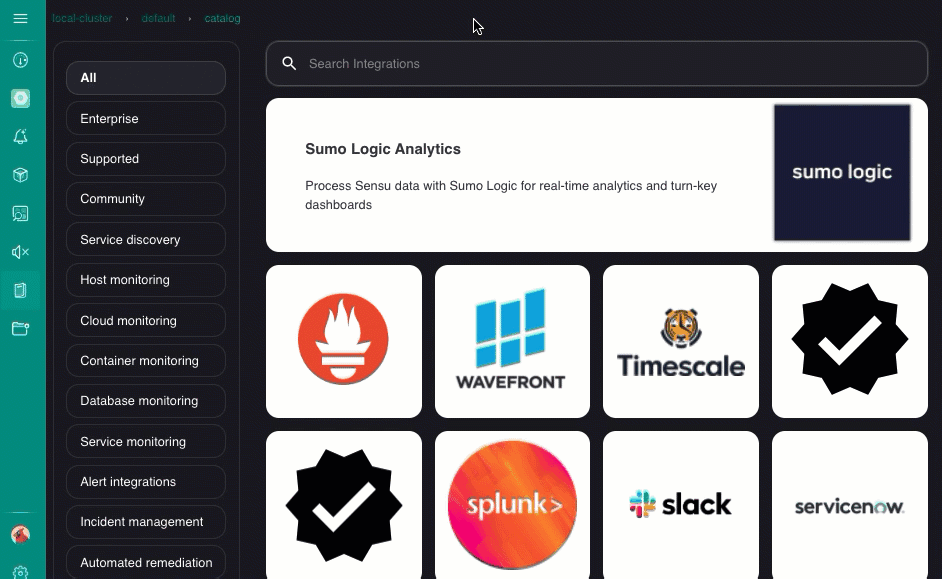 local-cluster › default › catalog
All
Enterprise
Supported
Community
Service discovery
Host monitoring
Cloud monitoring
Container monitoring
Database monitoring
Service monitoring
Alert integrations
Incident management
Automated remediation
Search Integrations
Sumo Logic Analytics
Process Sensu data with Sumo Logic for real-time analytics and turn-key
dashboards
sumo logic
WAVEFRONT
Timescale
splunk>
slack
servicenow.